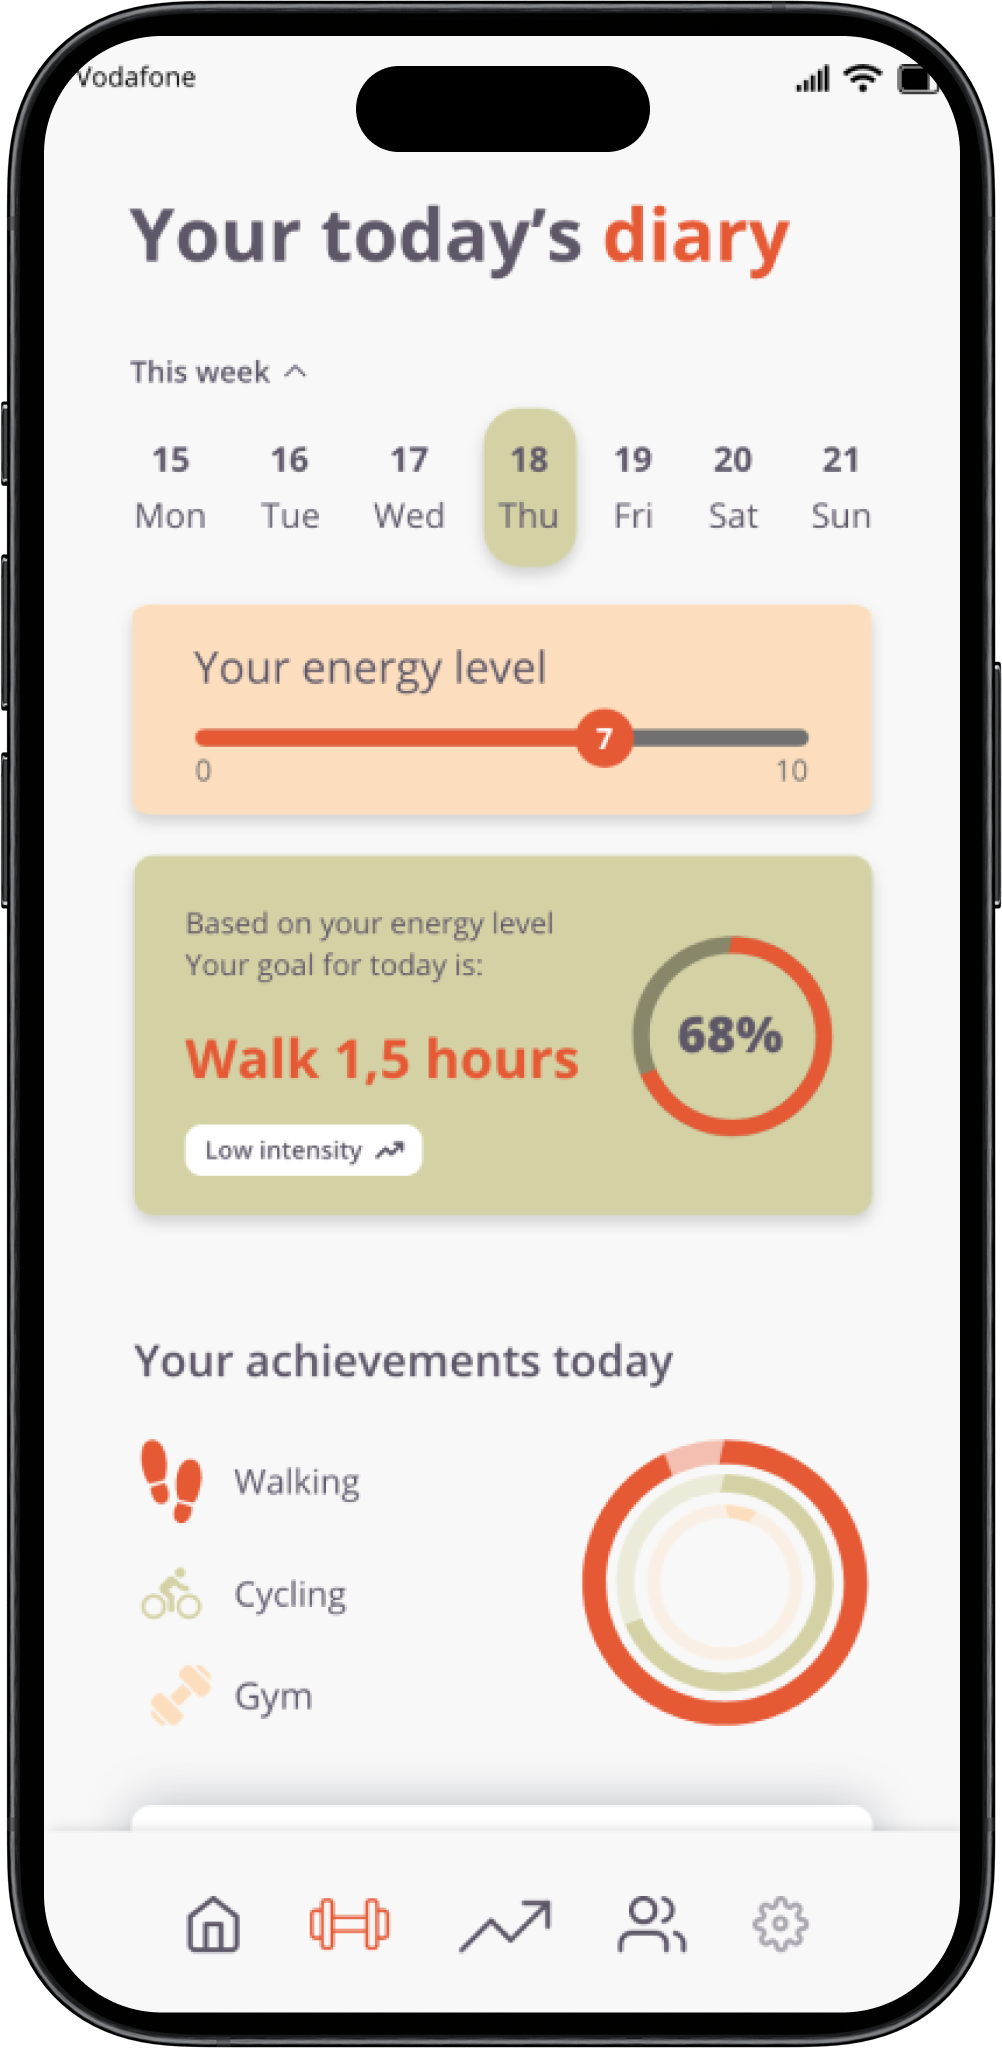 Vodafone
Your today’s diary
This week
15 16 17 18 19 20 21
Mon Tue Wed Thu Fri Sat Sun
Your energy level
7
0 10
Based on your energy level
Your goal for today is:
68%
Walk 1,5 hours
Low intensity
Your achievements today
Walking
Cycling
Gym